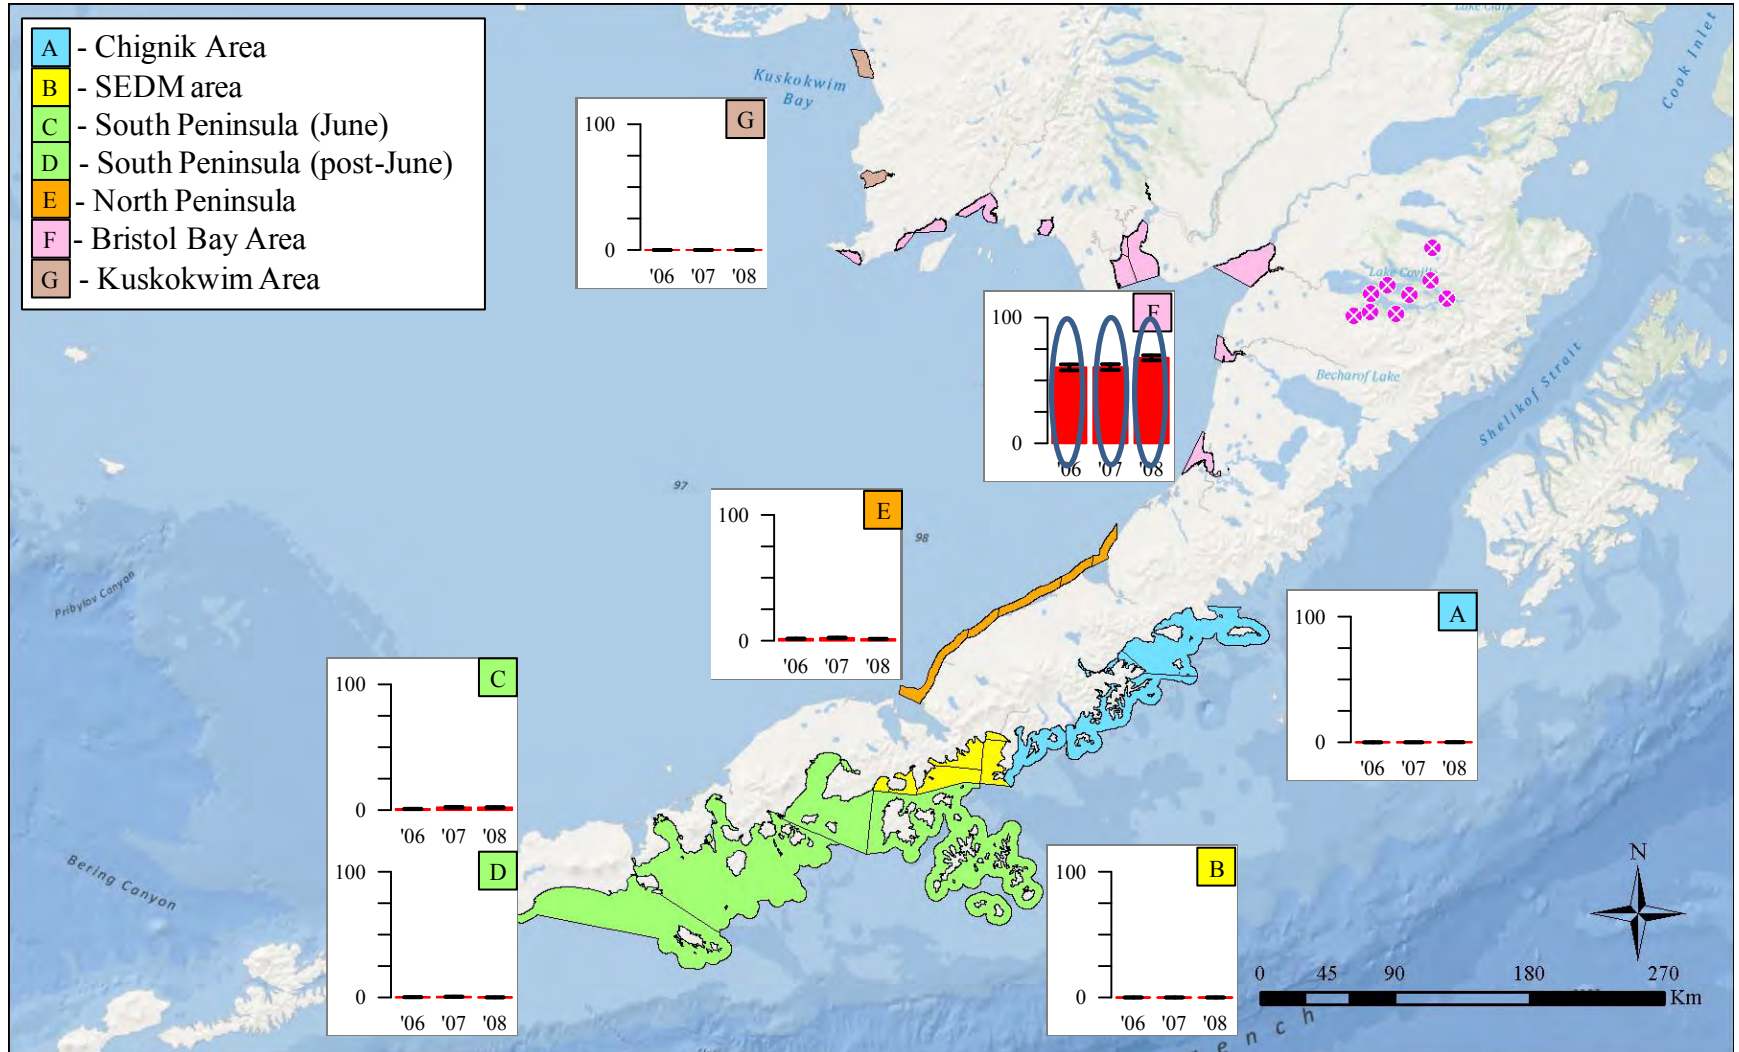 A - Chignik Area
B - SEDM area
C - South Peninsula (June)
D - South Peninsula (post-June)
E - North Peninsula
F - Bristol Bay Area
G - Kuskokwim Area
Lake Clark
Cook Inlet
Kuskokwim
Bay
G
100
0
'06 '07 '08
Lake Coville
F
100
0
'06 '07 '08
Becharof Lake
Shelikof Strait
97
98
E
100
0
'06 '07 '08
Pribylov Canyon
A
100
0
'06 '07 '08
C
100
0
'06 '07 '08
Bering Canyon
D
100
0
'06 '07 '08
B
100
0
'06 '07 '08
N
0 45 90 180 270
Km
ench